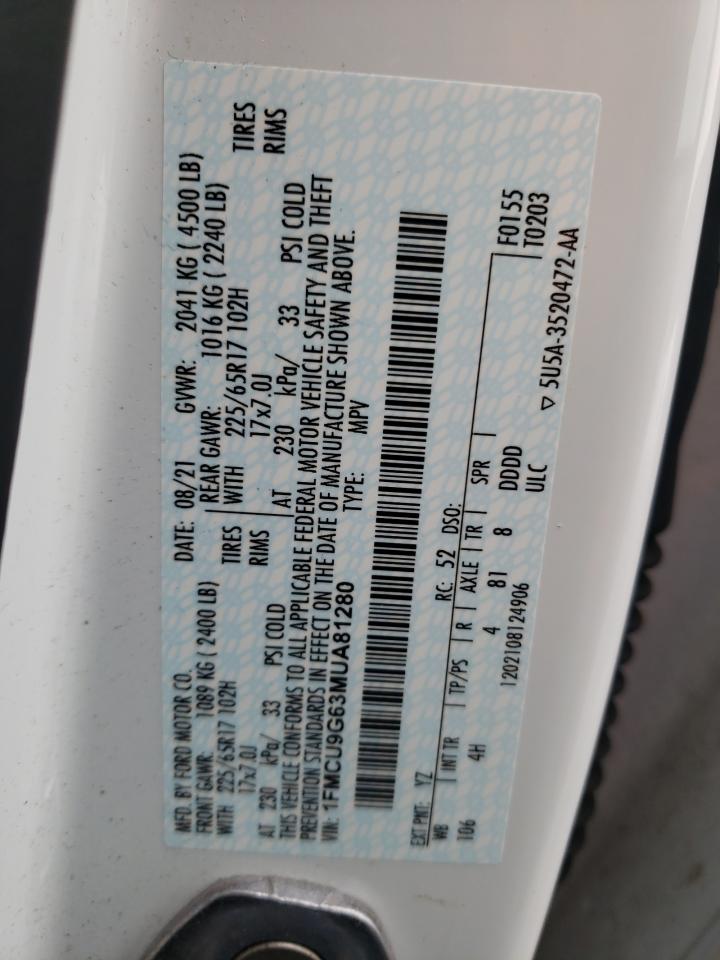 MFD. BY FORD MOTOR CO.
DATE: 08/21 GVWR: 2041 KG ( 4500 LB)
FRONT GAWR: 1089 KG ( 2400 LB) REAR GAWR: 1016 KG ( 2240 LB)
WITH 225/65R17 102H TIRES WITH 225/65R17 102H TIRES
17x7.0J RIMS 17x7.0J RIMS
AT 230 kPa/ 33 PSI COLD AT 230 kPa/ 33 PSI COLD
THIS VEHICLE CONFORMS TO ALL APPLICABLE FEDERAL MOTOR VEHICLE SAFETY AND THEFT
PREVENTION STANDARDS IN EFFECT ON THE DATE OF MANUFACTURE SHOWN ABOVE.
VIN: 1FMCU9G63MUA81280 TYPE: MPV
EXT PNT: YZ RC: 52 DSO: F0155
WB INT TR TP/PS R AXLE TR SPR T0203
106 4H 4 81 8 DDDD
1202108124906 ULC ▽ 5U5A-3520472-AA